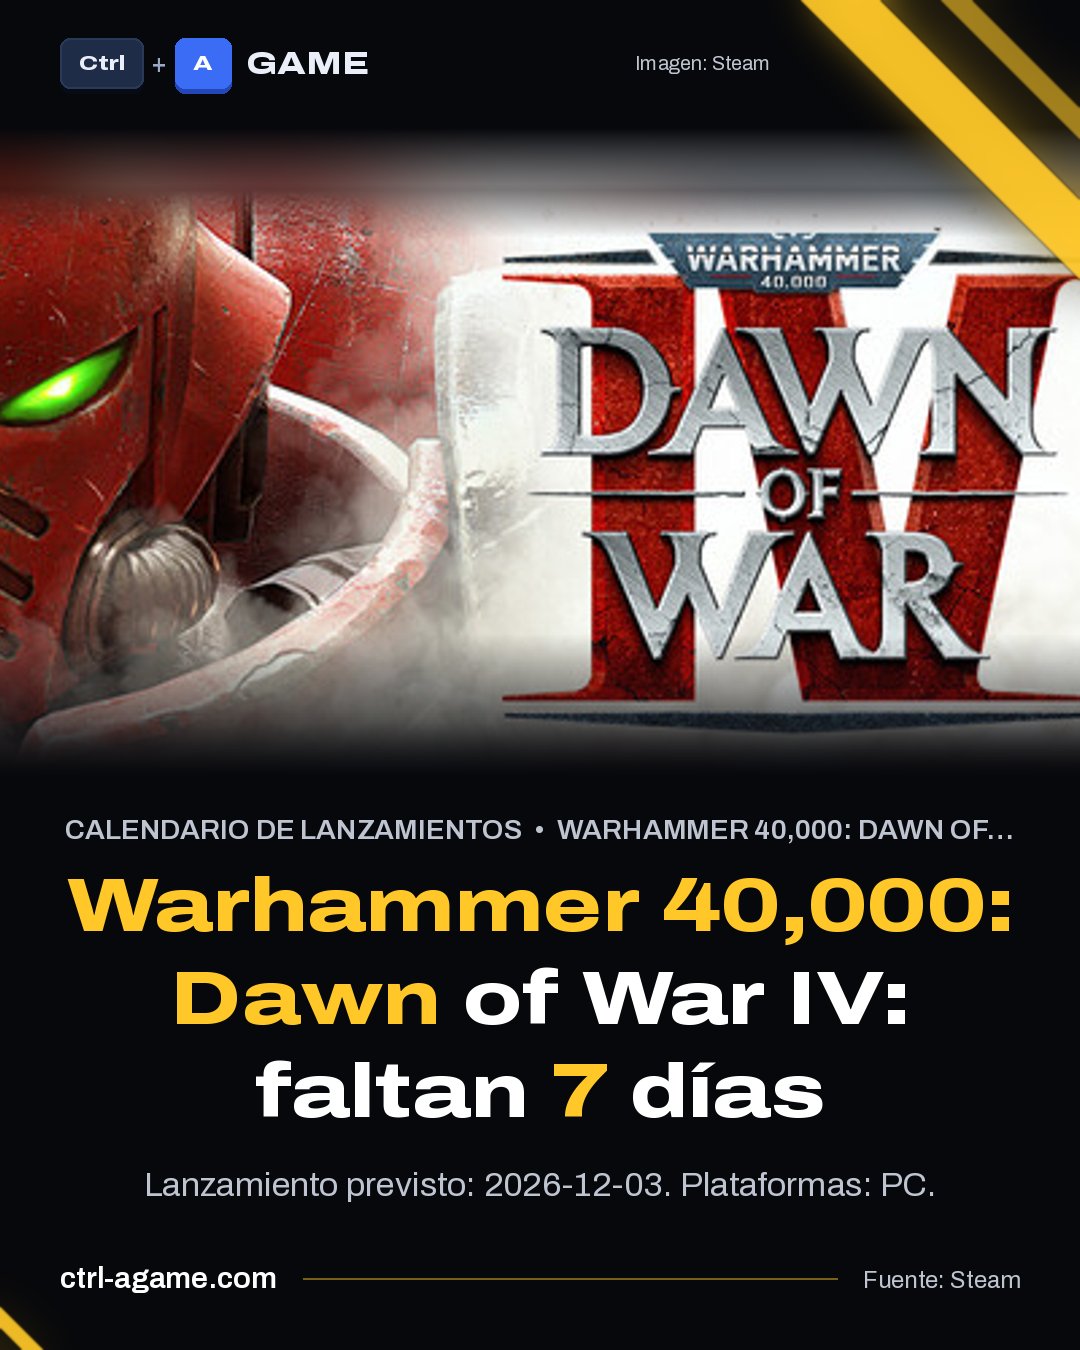 Ctrl + A GAME
Imagen: Steam
WARHAMMER
40,000
DAWN
OF
WAR
IV
CALENDARIO DE LANZAMIENTOS • WARHAMMER 40,000: DAWN OF...
Warhammer 40,000:
Dawn of War IV:
faltan 7 días
Lanzamiento previsto: 2026-12-03. Plataformas: PC.
ctrl-agame.com
Fuente: Steam